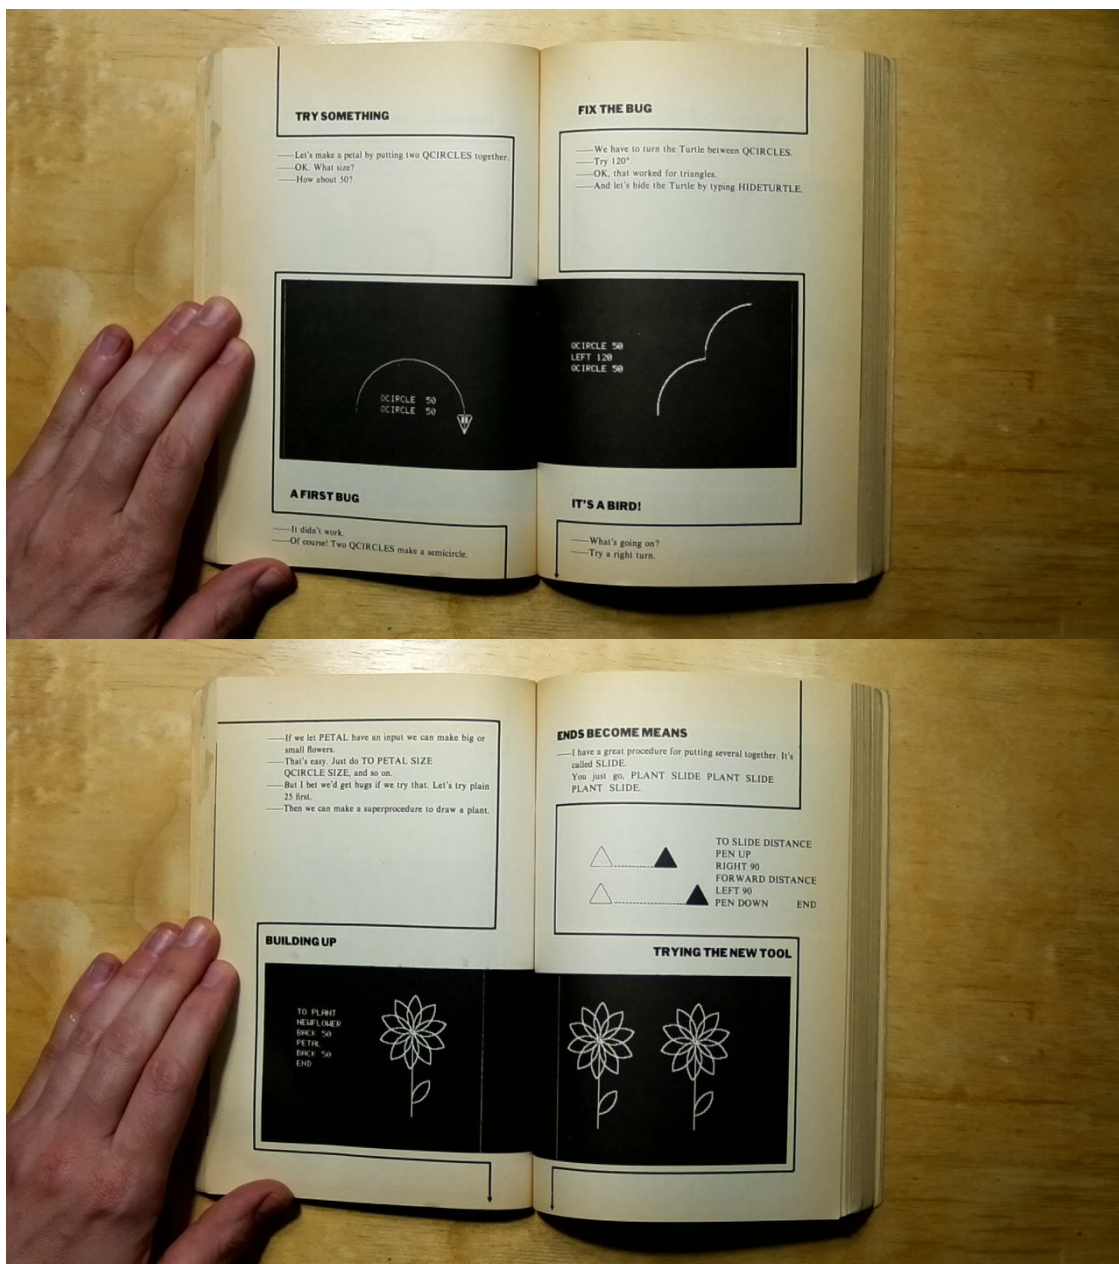 TRY SOMETHING
——Let's make a petal by putting two QCIRCLES together.
——OK. What size?
——How about 50?
QCIRCLE 50
QCIRCLE 50
A FIRST BUG
——It didn't work.
——Of course! Two QCIRCLES make a semicircle.
FIX THE BUG
——We have to turn the Turtle between QCIRCLES.
——Try 120°.
——OK, that worked for triangles.
——And let's hide the Turtle by typing HIDETURTLE.
QCIRCLE 50
LEFT 120
QCIRCLE 50
IT'S A BIRD!
——What's going on?
——Try a right turn.
——If we let PETAL have an input we can make big or
small flowers.
——That's easy. Just do TO PETAL SIZE
QCIRCLE SIZE, and so on.
——But I bet we'd get bugs if we try that. Let's try plain
25 first.
——Then we can make a superprocedure to draw a plant.
BUILDING UP
TO PLANT
NEWFLOWER
BACK 50
PETAL
BACK 50
END
ENDS BECOME MEANS
——I have a great procedure for putting several together. It's
called SLIDE.
You just go, PLANT SLIDE PLANT SLIDE
PLANT SLIDE.
TO SLIDE DISTANCE
PEN UP
RIGHT 90
FORWARD DISTANCE
LEFT 90
PEN DOWN END
TRYING THE NEW TOOL